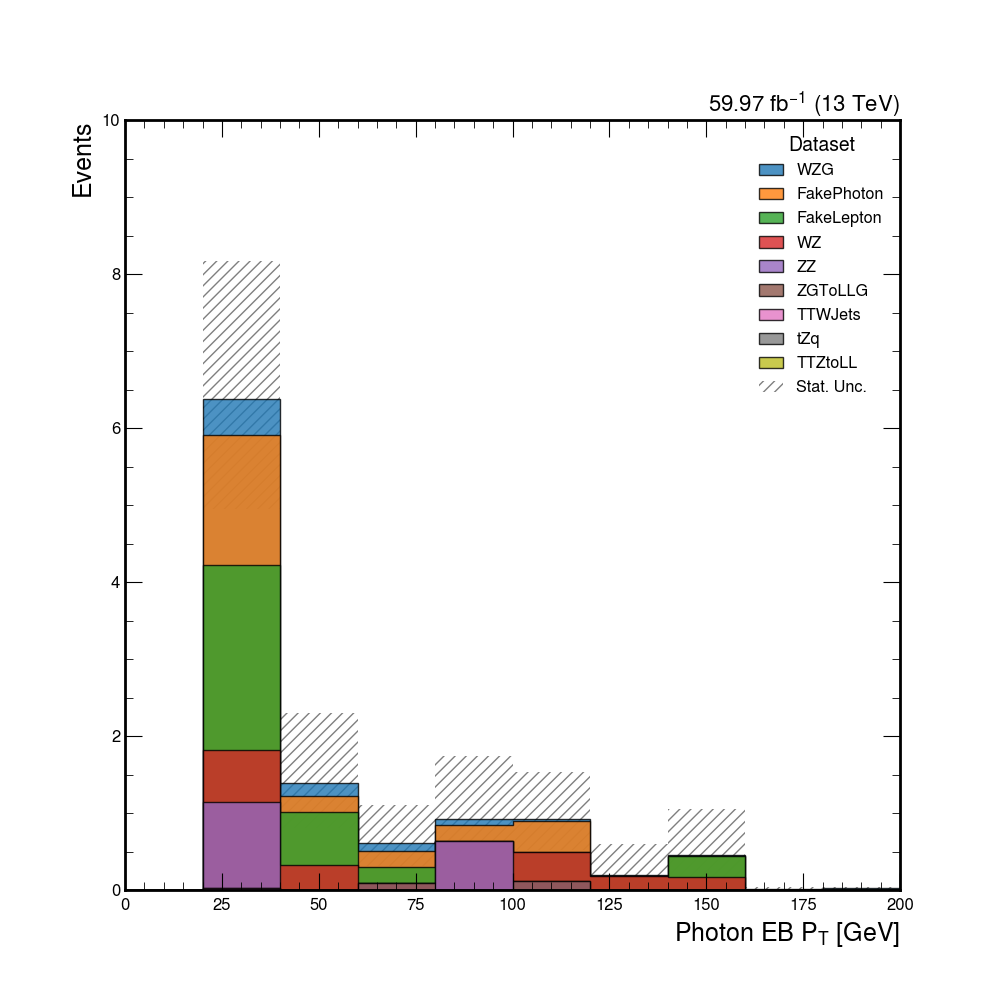 59.97 fb⁻¹ (13 TeV)
Events
10
8
6
4
2
0
Dataset
WZG
FakePhoton
FakeLepton
WZ
ZZ
ZGToLLG
TTWJets
tZq
TTZtoLL
Stat. Unc.
0 25 50 75 100 125 150 175 200
Photon EB P_T [GeV]